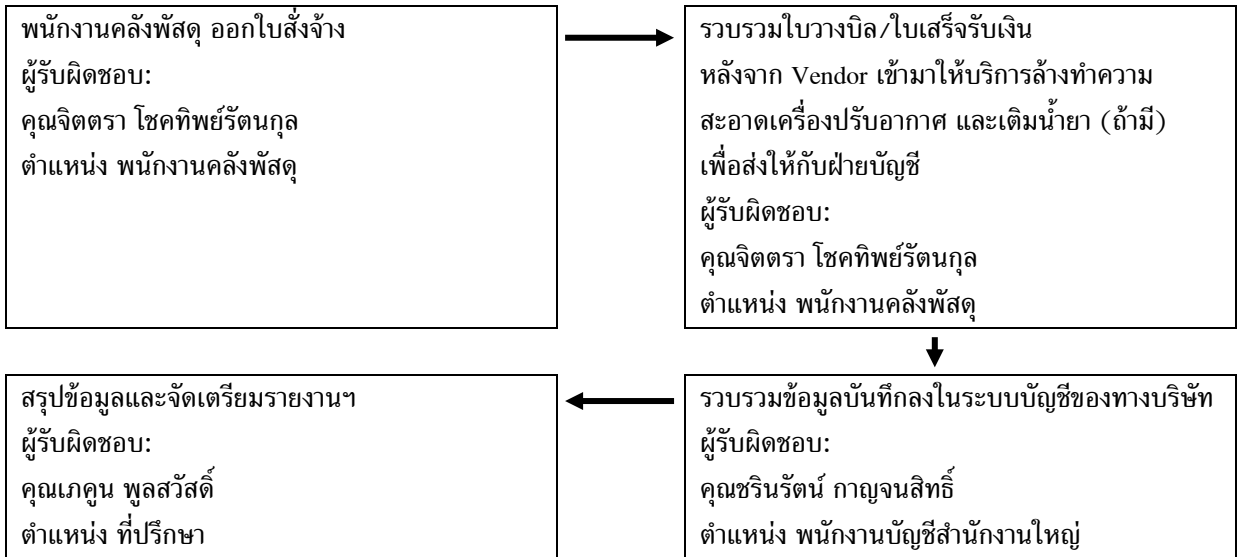 พนักงานคลังพัสดุ ออกใบสั่งจ้าง
ผู้รับผิดชอบ:
คุณจิตตรา โชคทิพย์รัตนกุล
ตำแหน่ง พนักงานคลังพัสดุ
รวบรวมใบวางบิล/ใบเสร็จรับเงิน
หลังจาก Vendor เข้ามาให้บริการล้างทำความ
สะอาดเครื่องปรับอากาศ และเติมน้ำยา (ถ้ามี)
เพื่อส่งให้กับฝ่ายบัญชี
ผู้รับผิดชอบ:
คุณจิตตรา โชคทิพย์รัตนกุล
ตำแหน่ง พนักงานคลังพัสดุ
รวบรวมข้อมูลบันทึกลงในระบบบัญชีของทางบริษัท
ผู้รับผิดชอบ:
คุณชรินรัตน์ กาญจนสิทธิ์
ตำแหน่ง พนักงานบัญชีสำนักงานใหญ่
สรุปข้อมูลและจัดเตรียมรายงานฯ
ผู้รับผิดชอบ:
คุณเภคูน พูลสวัสดิ์
ตำแหน่ง ที่ปรึกษา